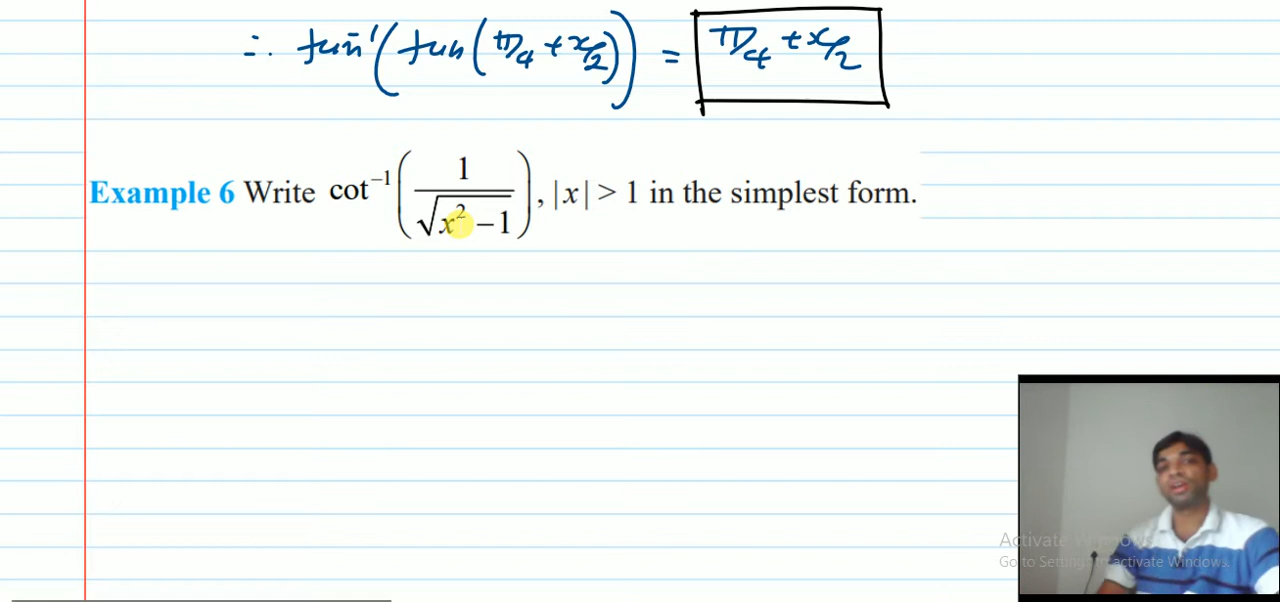 ∴ tan⁻¹(tan(π/4 + x/2)) = π/4 + x/2
Example 6 Write cot⁻¹(1/√(x² − 1)), |x| > 1 in the simplest form.
Activate Windows
Go to Settings to activate Windows.